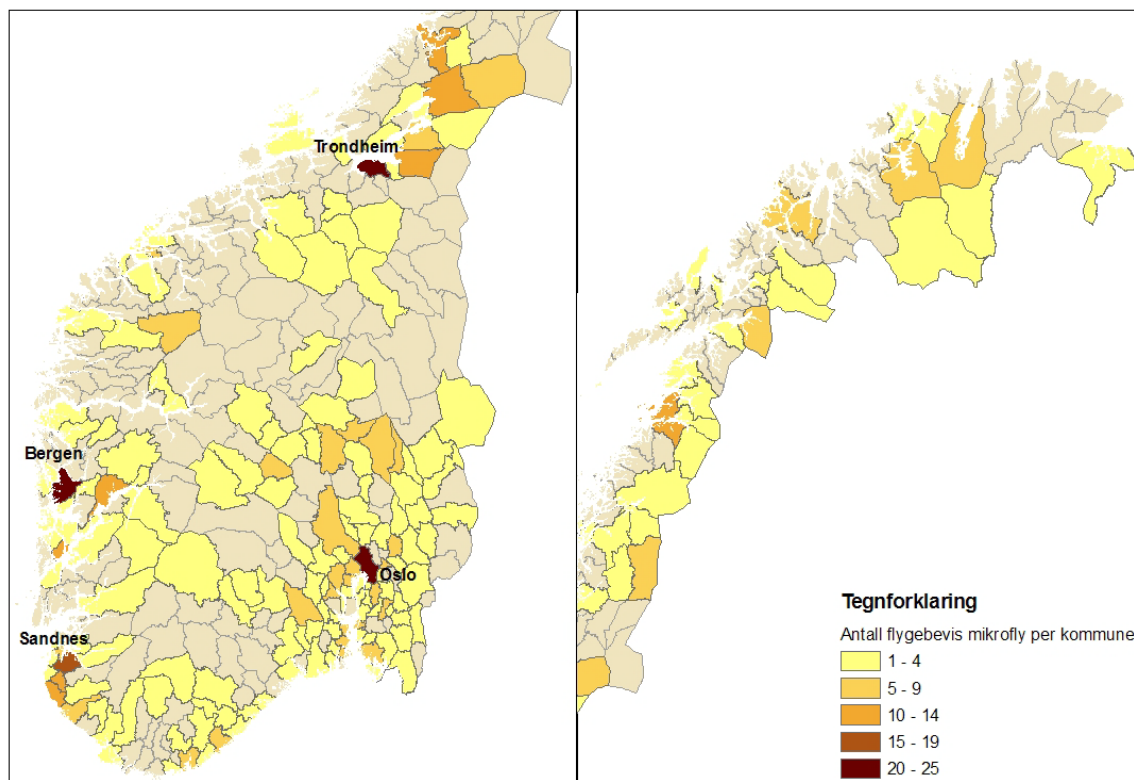 Trondheim
Bergen
Oslo
Sandnes
Tegnforklaring
Antall flygebevis mikrofly per kommune
1 - 4
5 - 9
10 - 14
15 - 19
20 - 25